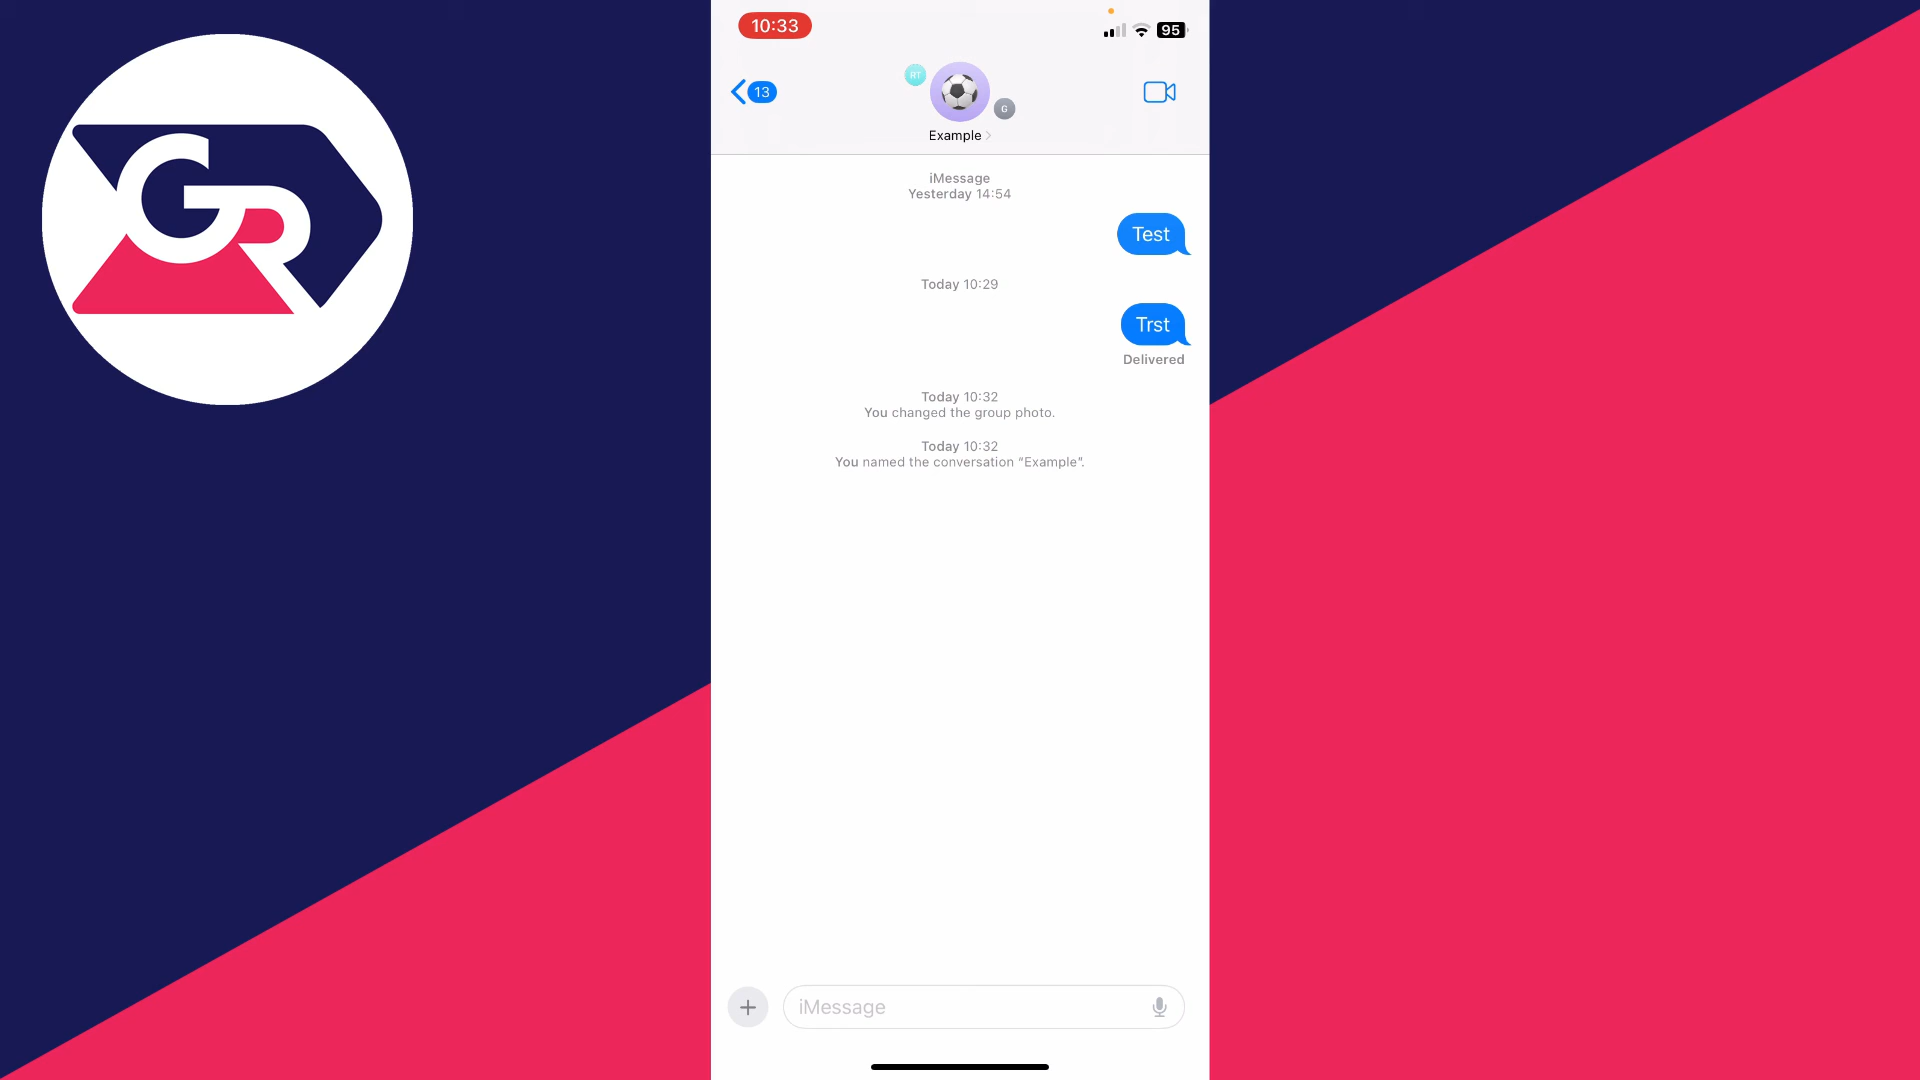 GR
10:33
95
13
RT
G
Example
iMessage
Yesterday 14:54
Test
Today 10:29
Trst
Delivered
Today 10:32
You changed the group photo.
Today 10:32
You named the conversation “Example”.
iMessage